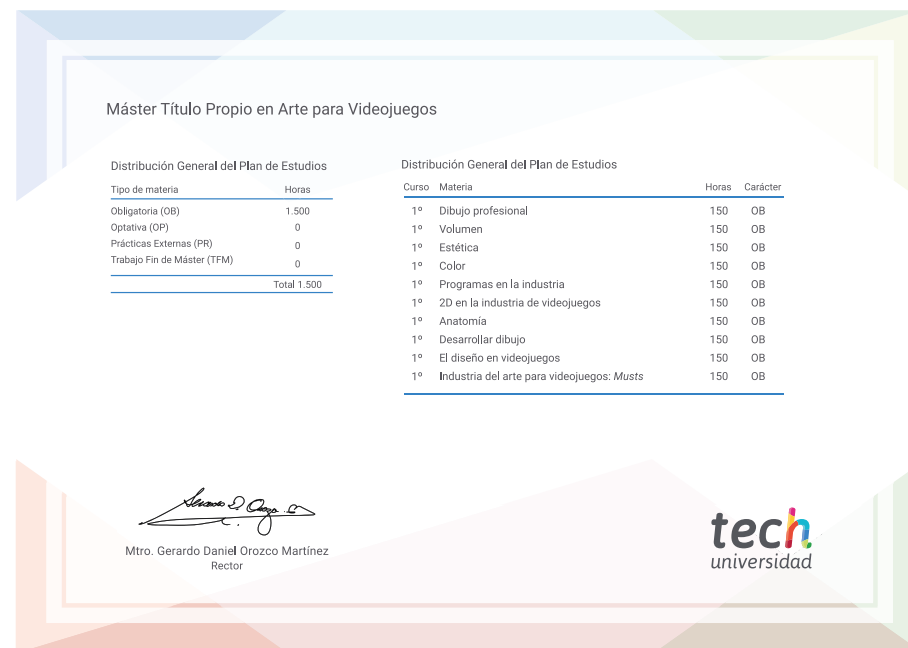 Máster Título Propio en Arte para Videojuegos
Distribución General del Plan de Estudios
Tipo de materia Horas
Obligatoria (OB) 1.500
Optativa (OP) 0
Prácticas Externas (PR) 0
Trabajo Fin de Máster (TFM) 0
Total 1.500
Distribución General del Plan de Estudios
Curso Materia Horas Carácter
1º Dibujo profesional 150 OB
1º Volumen 150 OB
1º Estética 150 OB
1º Color 150 OB
1º Programas en la industria 150 OB
1º 2D en la industria de videojuegos 150 OB
1º Anatomía 150 OB
1º Desarrollar dibujo 150 OB
1º El diseño en videojuegos 150 OB
1º Industria del arte para videojuegos: Musts 150 OB
Mtro. Gerardo Daniel Orozco Martínez
Rector
tech
universidad